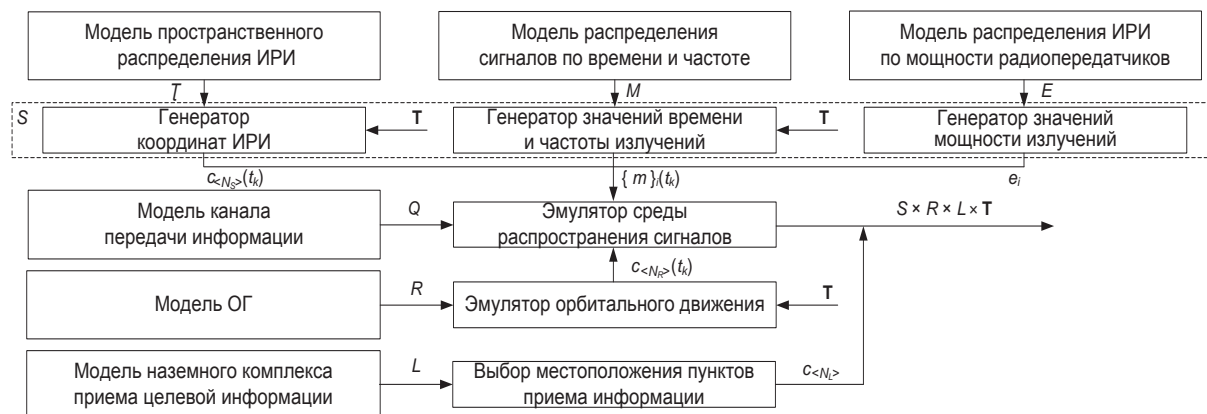 Модель пространственного
распределения ИРИ
Модель распределения
сигналов по времени и частоте
Модель распределения ИРИ
по мощности радиопередатчиков
Ʈ
M
E
S
Генератор
координат ИРИ
T
Генератор значений времени
и частоты излучений
T
Генератор значений
мощности излучений
c<NS>(tk)
{ m }i(tk)
ei
Модель канала
передачи информации
Q
Эмулятор среды
распространения сигналов
S × R × L × T
c<NR>(tk)
Модель ОГ
R
Эмулятор орбитального движения
T
Модель наземного комплекса
приема целевой информации
L
Выбор местоположения пунктов
приема информации
c<NL>